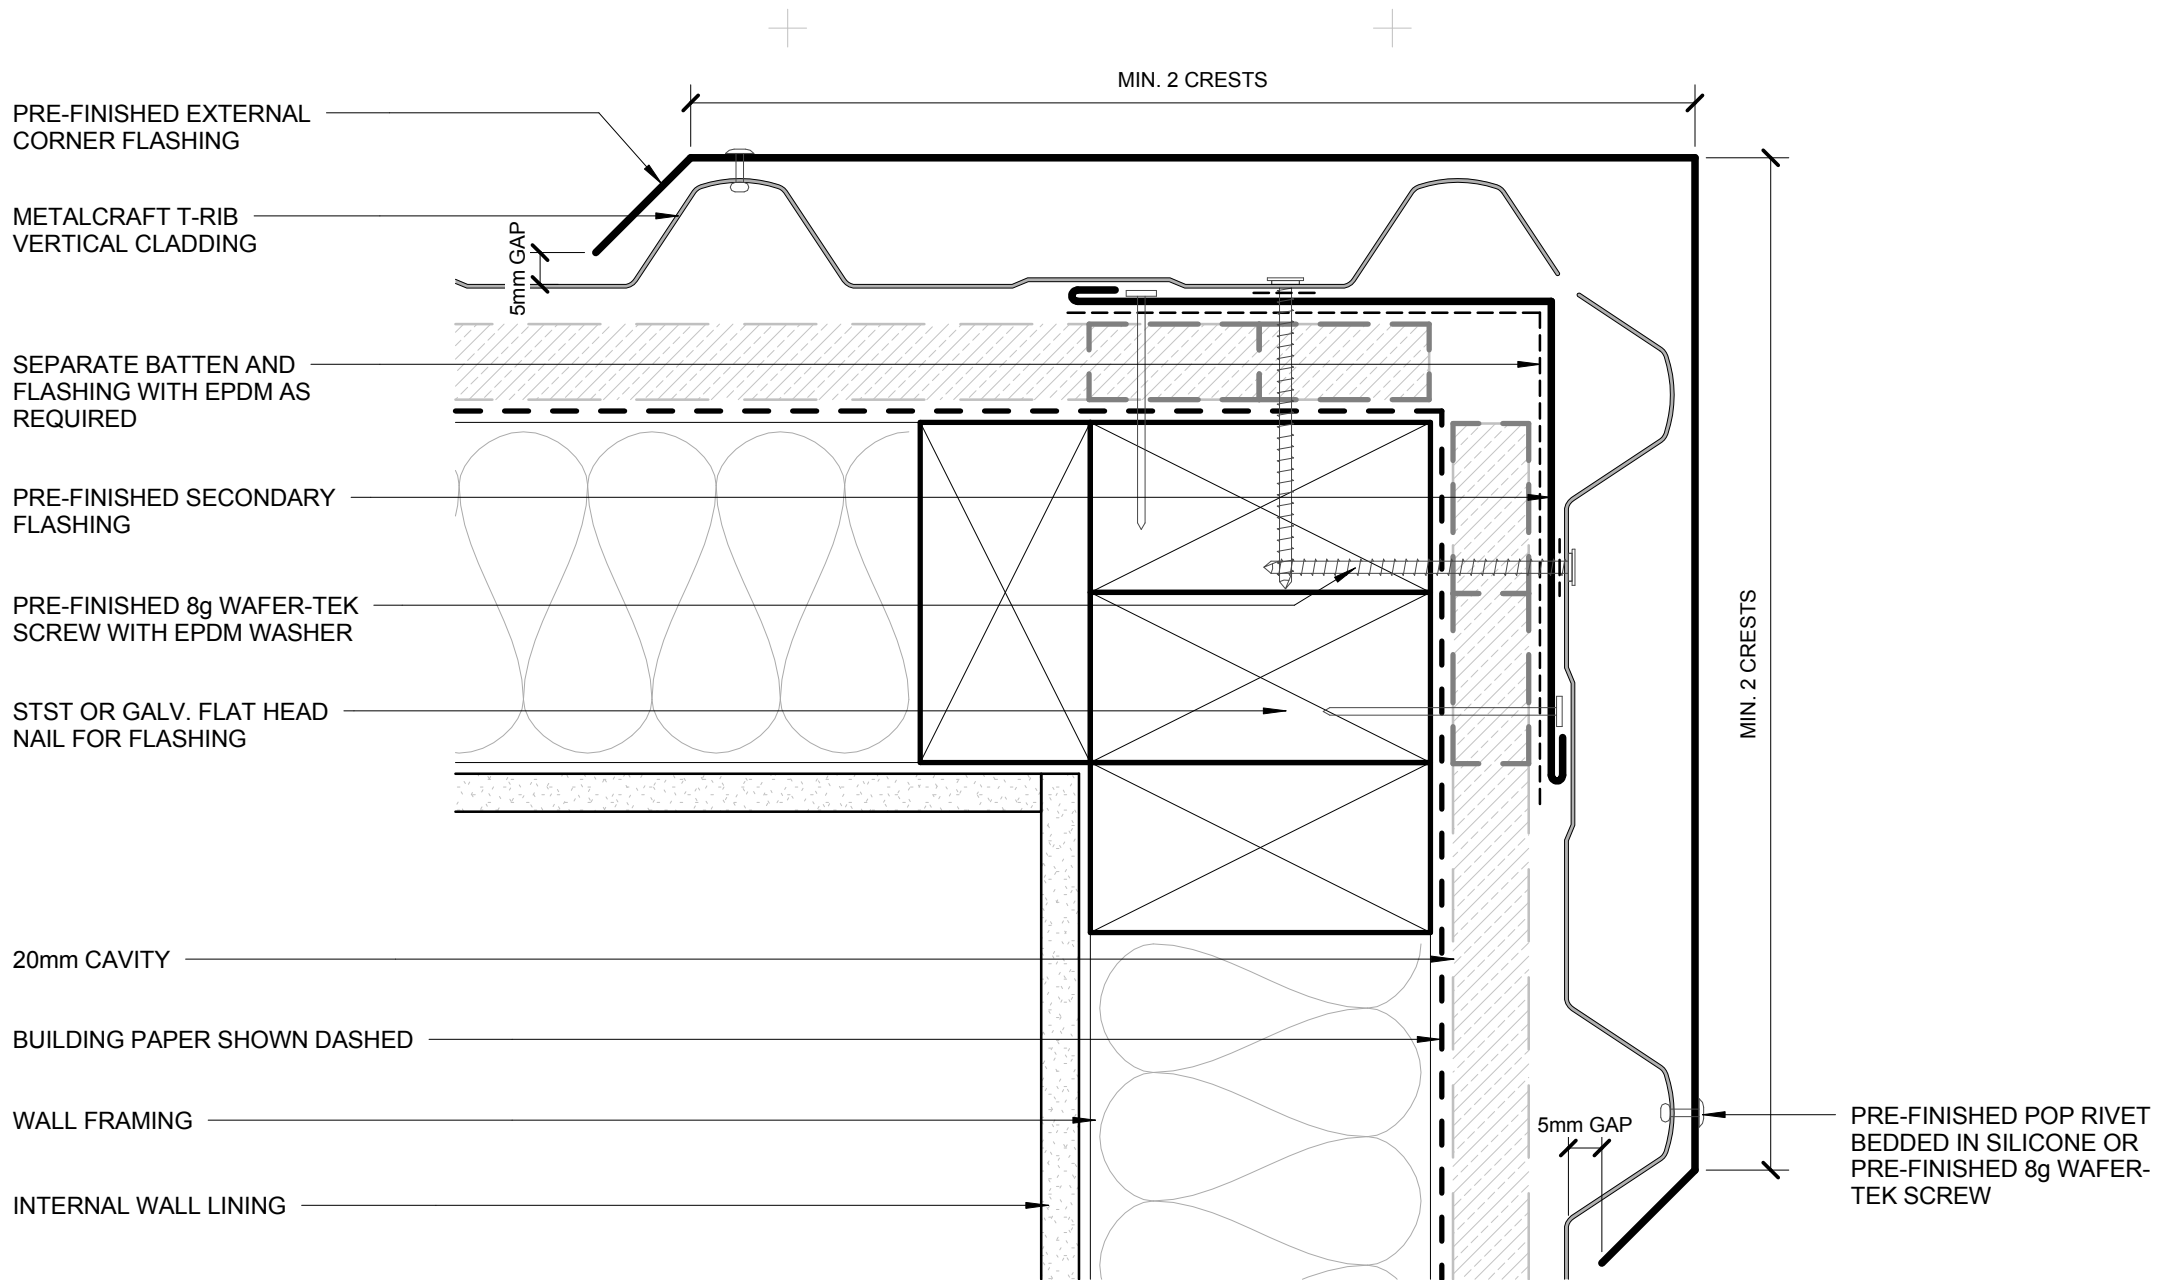 MIN. 2 CRESTS
PRE-FINISHED EXTERNAL
CORNER FLASHING
METALCRAFT T-RIB
VERTICAL CLADDING
5mm GAP
SEPARATE BATTEN AND
FLASHING WITH EPDM AS
REQUIRED
PRE-FINISHED SECONDARY
FLASHING
PRE-FINISHED 8g WAFER-TEK
SCREW WITH EPDM WASHER
MIN. 2 CRESTS
STST OR GALV. FLAT HEAD
NAIL FOR FLASHING
20mm CAVITY
BUILDING PAPER SHOWN DASHED
WALL FRAMING
INTERNAL WALL LINING
5mm GAP
PRE-FINISHED POP RIVET
BEDDED IN SILICONE OR
PRE-FINISHED 8g WAFER-
TEK SCREW